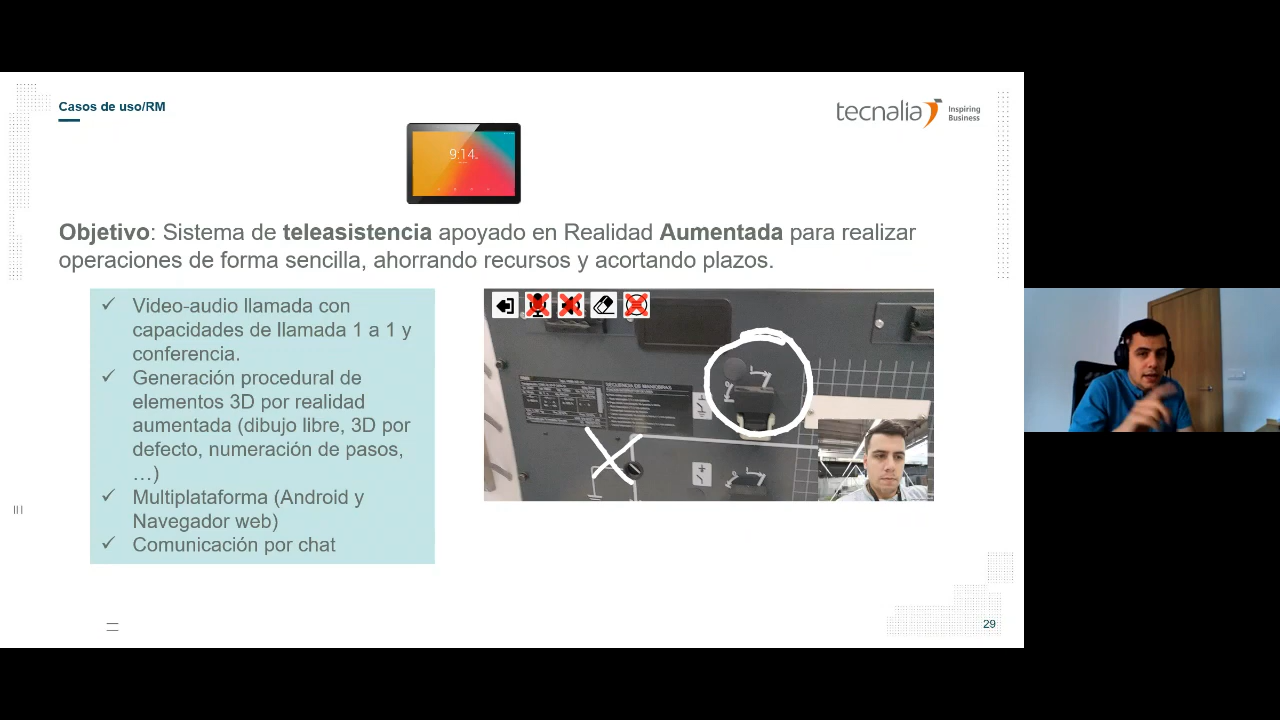 Casos de uso/RM
tecnalia
Inspiring
Business
9:14
Objetivo: Sistema de teleasistencia apoyado en Realidad Aumentada para realizar
operaciones de forma sencilla, ahorrando recursos y acortando plazos.
Video-audio llamada con
capacidades de llamada 1 a 1 y
conferencia.
Generación procedural de
elementos 3D por realidad
aumentada (dibujo libre, 3D por
defecto, numeración de pasos,
…)
Multiplataforma (Android y
Navegador web)
Comunicación por chat
SECUENCIA DE MANIOBRAS
29